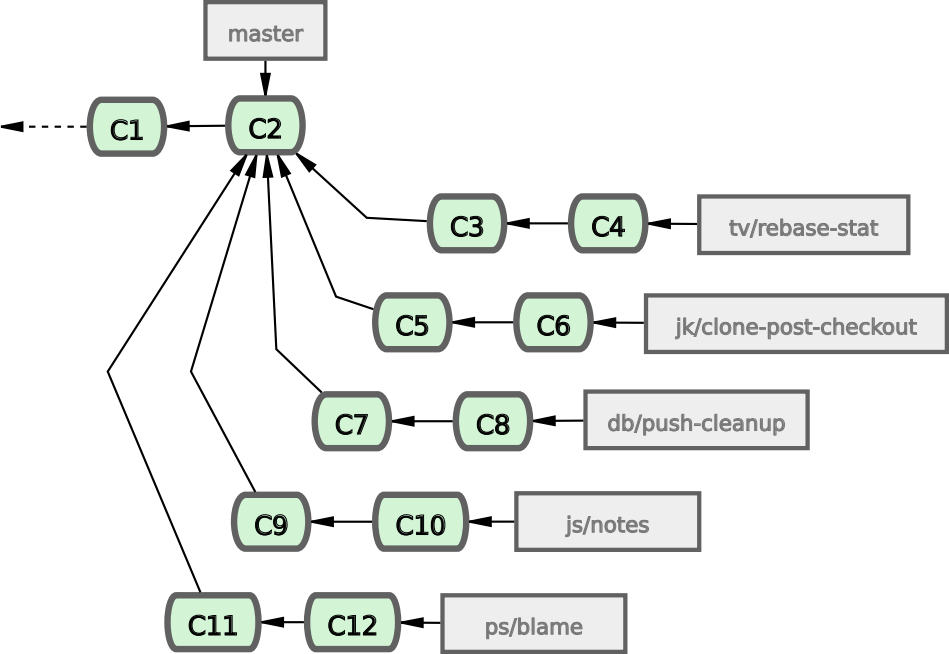 master
C1
C2
C3
C4
tv/rebase-stat
C5
C6
jk/clone-post-checkout
C7
C8
db/push-cleanup
C9
C10
js/notes
C11
C12
ps/blame